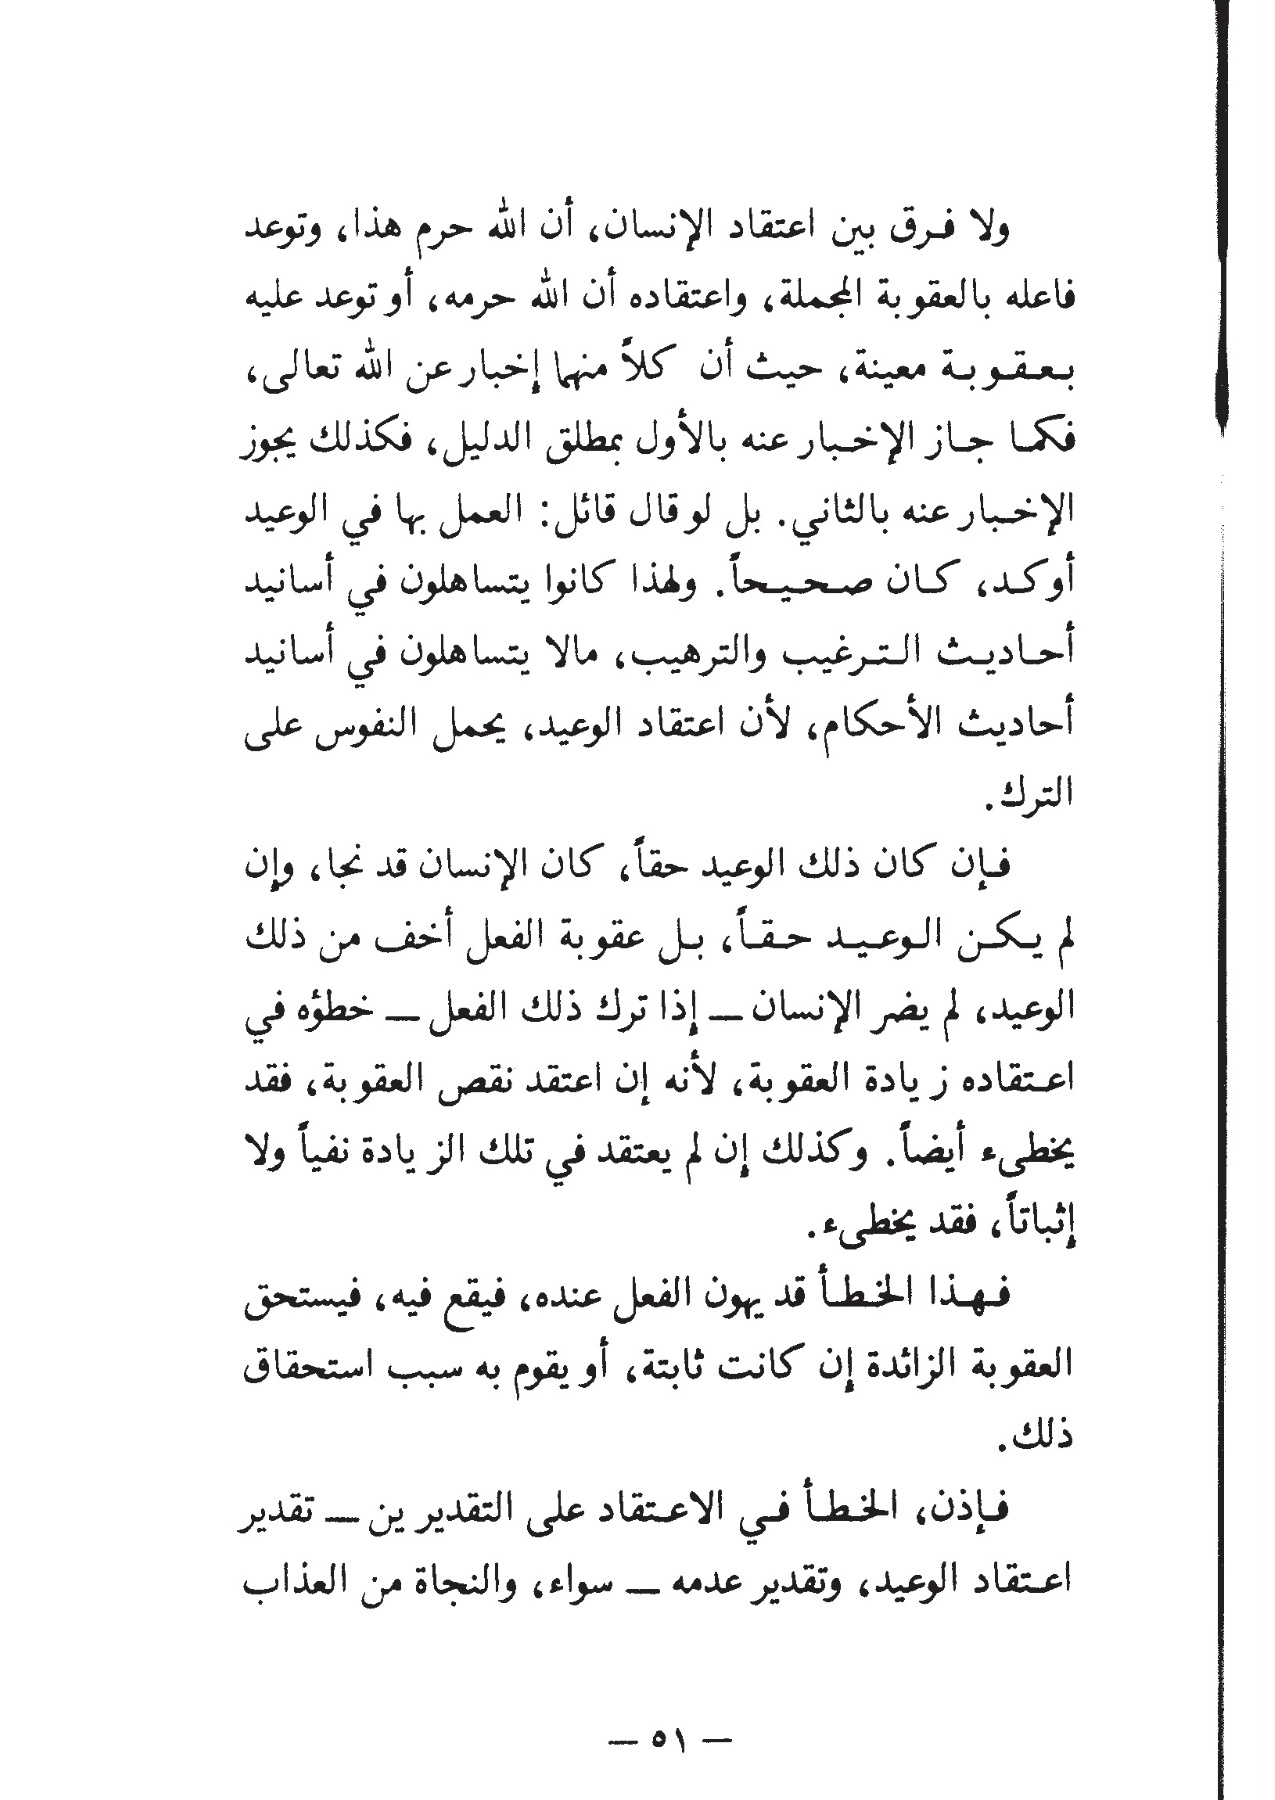 ولا فرق بين اعتقاد الإنسان، أن الله حرم هذا، وتوعد
فاعله بالعقوبة المجملة، واعتقاده أن الله حرمه، أو توعد عليه
بعقوبة معينة، حيث أن كلاً منهما إخبار عن الله تعالى،
فكما جاز الإخبار عنه بالأول بمطلق الدليل، فكذلك يجوز
الإخبار عنه بالثاني. بل لو قال قائل: العمل بها في الوعيد
أوكد، كان صحيحاً. ولهذا كانوا يتساهلون في أسانيد
أحاديث الترغيب والترهيب، مالا يتساهلون في أسانيد
أحاديث الأحكام، لأن اعتقاد الوعيد، يحمل النفوس على
الترك.
فإن كان ذلك الوعيد حقاً، كان الإنسان قد نجا، وإن
لم يكن الوعيد حقاً، بل عقوبة الفعل أخف من ذلك
الوعيد، لم يضر الإنسان — إذا ترك ذلك الفعل — خطؤه في
اعتقاده زيادة العقوبة، لأنه إن اعتقد نقص العقوبة، فقد
يخطىء أيضاً. وكذلك إن لم يعتقد في تلك الزيادة نفياً ولا
إثباتاً، فقد يخطىء.
فهذا الخطأ قد يهون الفعل عنده، فيقع فيه، فيستحق
العقوبة الزائدة إن كانت ثابتة، أو يقوم به سبب استحقاق
ذلك.
فإذن، الخطأ في الاعتقاد على التقديرين — تقدير
اعتقاد الوعيد، وتقدير عدمه — سواء، والنجاة من العذاب
— ٥١ —